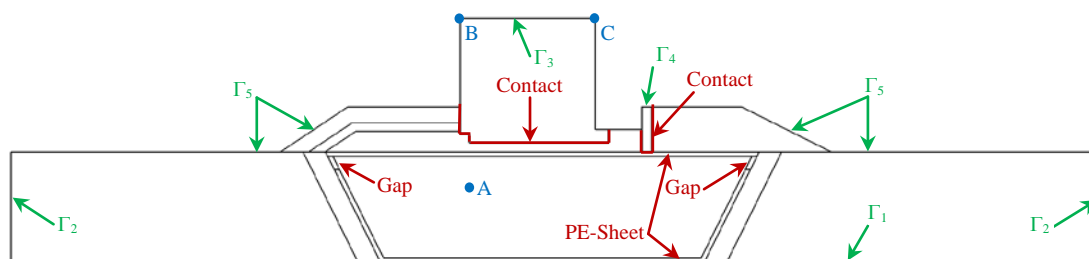 B
C
Γ3
Γ4
Contact
Contact
Γ5
Γ5
Gap
A
Gap
Γ2
PE-Sheet
Γ1
Γ2